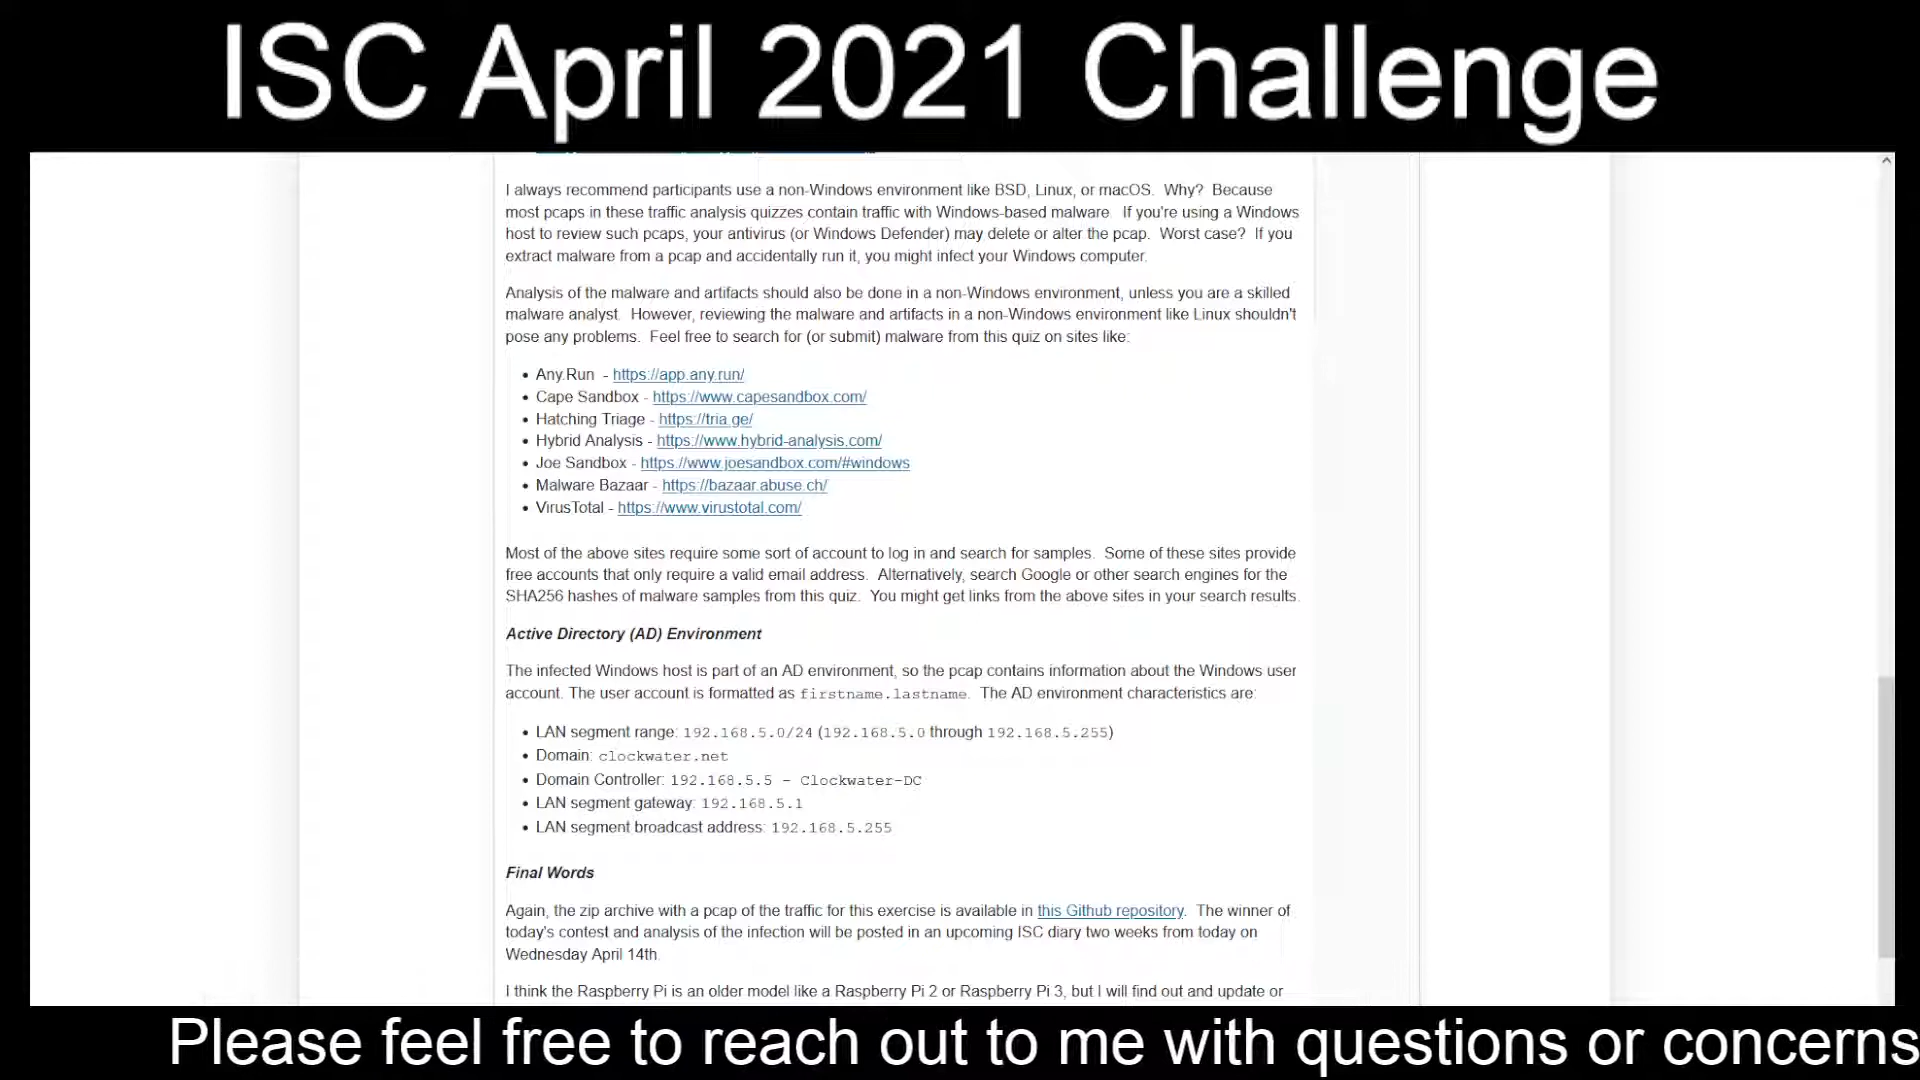 ISC April 2021 Challenge
I always recommend participants use a non-Windows environment like BSD, Linux, or macOS.  Why?  Because
most pcaps in these traffic analysis quizzes contain traffic with Windows-based malware   If you're using a Windows
host to review such pcaps, your antivirus (or Windows Defender) may delete or alter the pcap.  Worst case?  If you
extract malware from a pcap and accidentally run it, you might infect your Windows computer.
Analysis of the malware and artifacts should also be done in a non-Windows environment, unless you are a skilled
malware analyst.  However, reviewing the malware and artifacts in a non-Windows environment like Linux shouldn't
pose any problems.  Feel free to search for (or submit) malware from this quiz on sites like:
• Any.Run - https://app.any.run/
• Cape Sandbox - https://www.capesandbox.com/
• Hatching Triage - https://tria.ge/
• Hybrid Analysis - https://www.hybrid-analysis.com/
• Joe Sandbox - https://www.joesandbox.com/#windows
• Malware Bazaar - https://bazaar.abuse.ch/
• VirusTotal - https://www.virustotal.com/
Most of the above sites require some sort of account to log in and search for samples.  Some of these sites provide
free accounts that only require a valid email address.  Alternatively, search Google or other search engines for the
SHA256 hashes of malware samples from this quiz.  You might get links from the above sites in your search results.
Active Directory (AD) Environment
The infected Windows host is part of an AD environment, so the pcap contains information about the Windows user
account. The user account is formatted as firstname.lastname.  The AD environment characteristics are:
• LAN segment range: 192.168.5.0/24 (192.168.5.0 through 192.168.5.255)
• Domain: clockwater.net
• Domain Controller: 192.168.5.5 - Clockwater-DC
• LAN segment gateway: 192.168.5.1
• LAN segment broadcast address: 192.168.5.255
Final Words
Again, the zip archive with a pcap of the traffic for this exercise is available in this Github repository.  The winner of
today's contest and analysis of the infection will be posted in an upcoming ISC diary two weeks from today on
Wednesday April 14th.
I think the Raspberry Pi is an older model like a Raspberry Pi 2 or Raspberry Pi 3, but I will find out and update or
Please feel free to reach out to me with questions or concerns